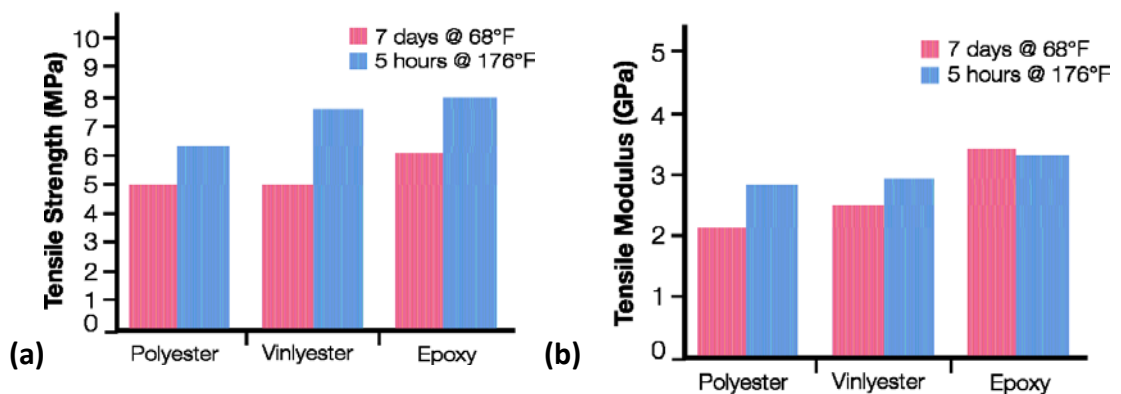 Tensile Strength (MPa)
10
9
8
7
6
5
4
3
2
1
0
7 days @ 68°F
5 hours @ 176°F
Polyester
Vinlyester
Epoxy
(a)
Tensile Modulus (GPa)
5
4
3
2
1
0
7 days @ 68°F
5 hours @ 176°F
Polyester
Vinlyester
Epoxy
(b)